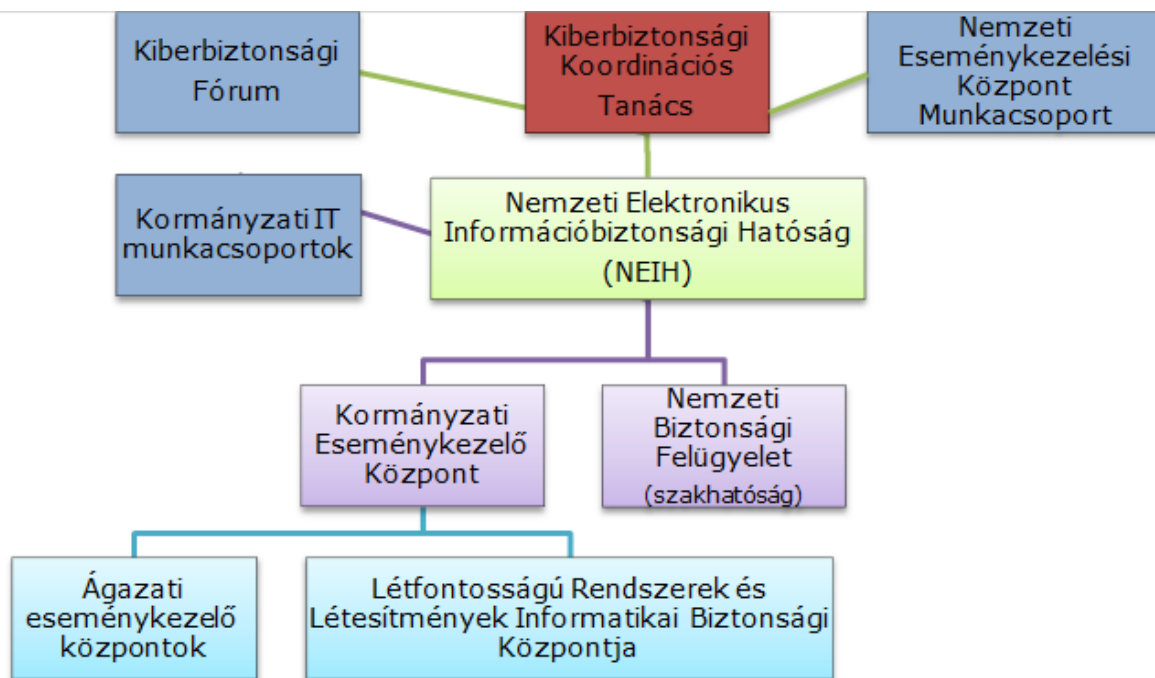 Kiberbiztonsági
Fórum
Kiberbiztonsági
Koordinációs
Tanács
Nemzeti
Eseménykezelési
Központ
Munkacsoport
Kormányzati IT
munkacsoportok
Nemzeti Elektronikus
Információbiztonsági Hatóság
(NEIH)
Kormányzati
Eseménykezelő
Központ
Nemzeti
Biztonsági
Felügyelet
(szakhatóság)
Ágazati
eseménykezelő
központok
Létfontosságú Rendszerek és
Létesítmények Informatikai Biztonsági
Központja